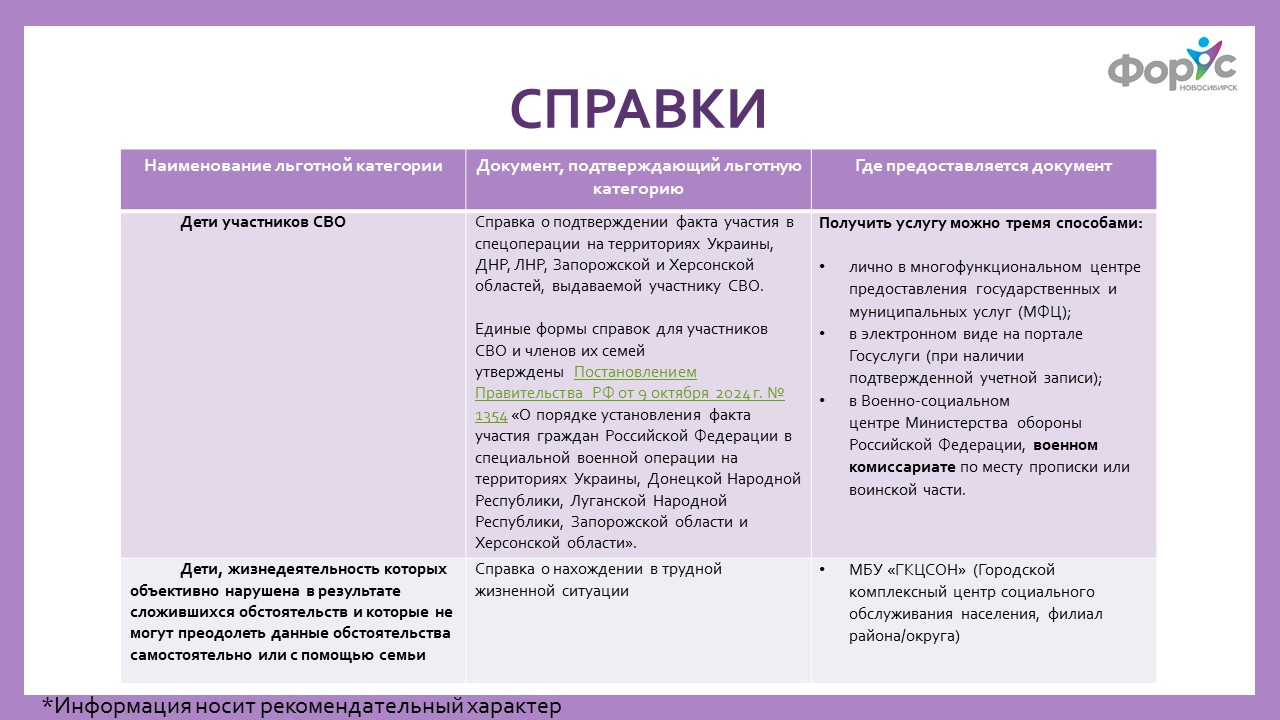 Форус
НОВОСИБИРСК
СПРАВКИ
Наименование льготной категории
Документ, подтверждающий льготную
категорию
Где предоставляется документ
Дети участников СВО
Справка о подтверждении факта участия в
спецоперации на территориях Украины,
ДНР, ЛНР, Запорожской и Херсонской
областей, выдаваемой участнику СВО.
Единые формы справок для участников
СВО и членов их семей
утверждены Постановлением
Правительства РФ от 9 октября 2024 г. №
1354 «О порядке установления факта
участия граждан Российской Федерации в
специальной военной операции на
территориях Украины, Донецкой Народной
Республики, Луганской Народной
Республики, Запорожской области и
Херсонской области».
Получить услугу можно тремя способами:
• лично в многофункциональном центре
предоставления государственных и
муниципальных услуг (МФЦ);
• в электронном виде на портале
Госуслуги (при наличии
подтвержденной учетной записи);
• в Военно-социальном
центре Министерства обороны
Российской Федерации, военном
комиссариате по месту прописки или
воинской части.
Дети, жизнедеятельность которых
объективно нарушена в результате
сложившихся обстоятельств и которые не
могут преодолеть данные обстоятельства
самостоятельно или с помощью семьи
Справка о нахождении в трудной
жизненной ситуации
• МБУ «ГКЦСОН» (Городской
комплексный центр социального
обслуживания населения, филиал
района/округа)
*Информация носит рекомендательный характер